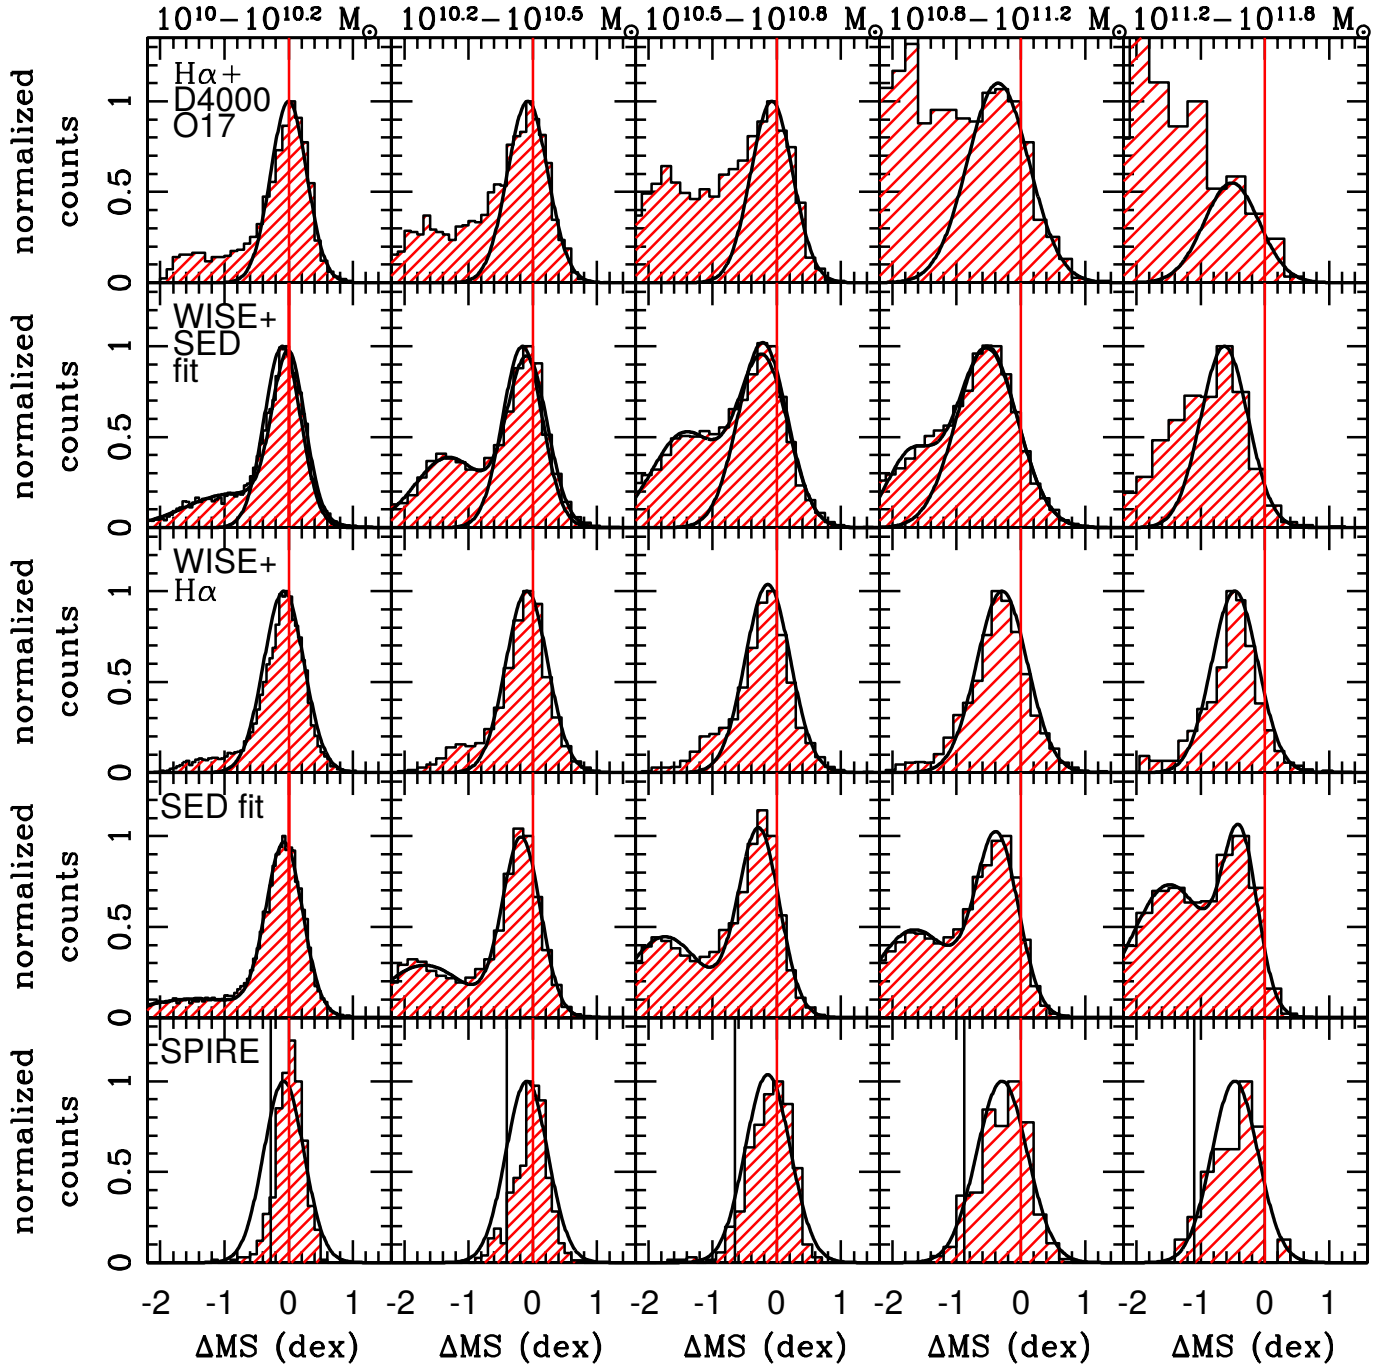 10^10−10^10.2 M⊙ 10^10.2−10^10.5 M⊙ 10^10.5−10^10.8 M⊙ 10^10.8−10^11.2 M⊙ 10^11.2−10^11.8 M⊙
normalized
counts
1
0.5
0
Hα+
D4000
O17
normalized
counts
1
0.5
0
WISE+
SED
fit
normalized
counts
1
0.5
0
WISE+
Hα
normalized
counts
1
0.5
0
SED fit
normalized
counts
1
0.5
0
SPIRE
-2 -1 0 1 -2 -1 0 1 -2 -1 0 1 -2 -1 0 1 -2 -1 0 1
ΔMS (dex) ΔMS (dex) ΔMS (dex) ΔMS (dex) ΔMS (dex)